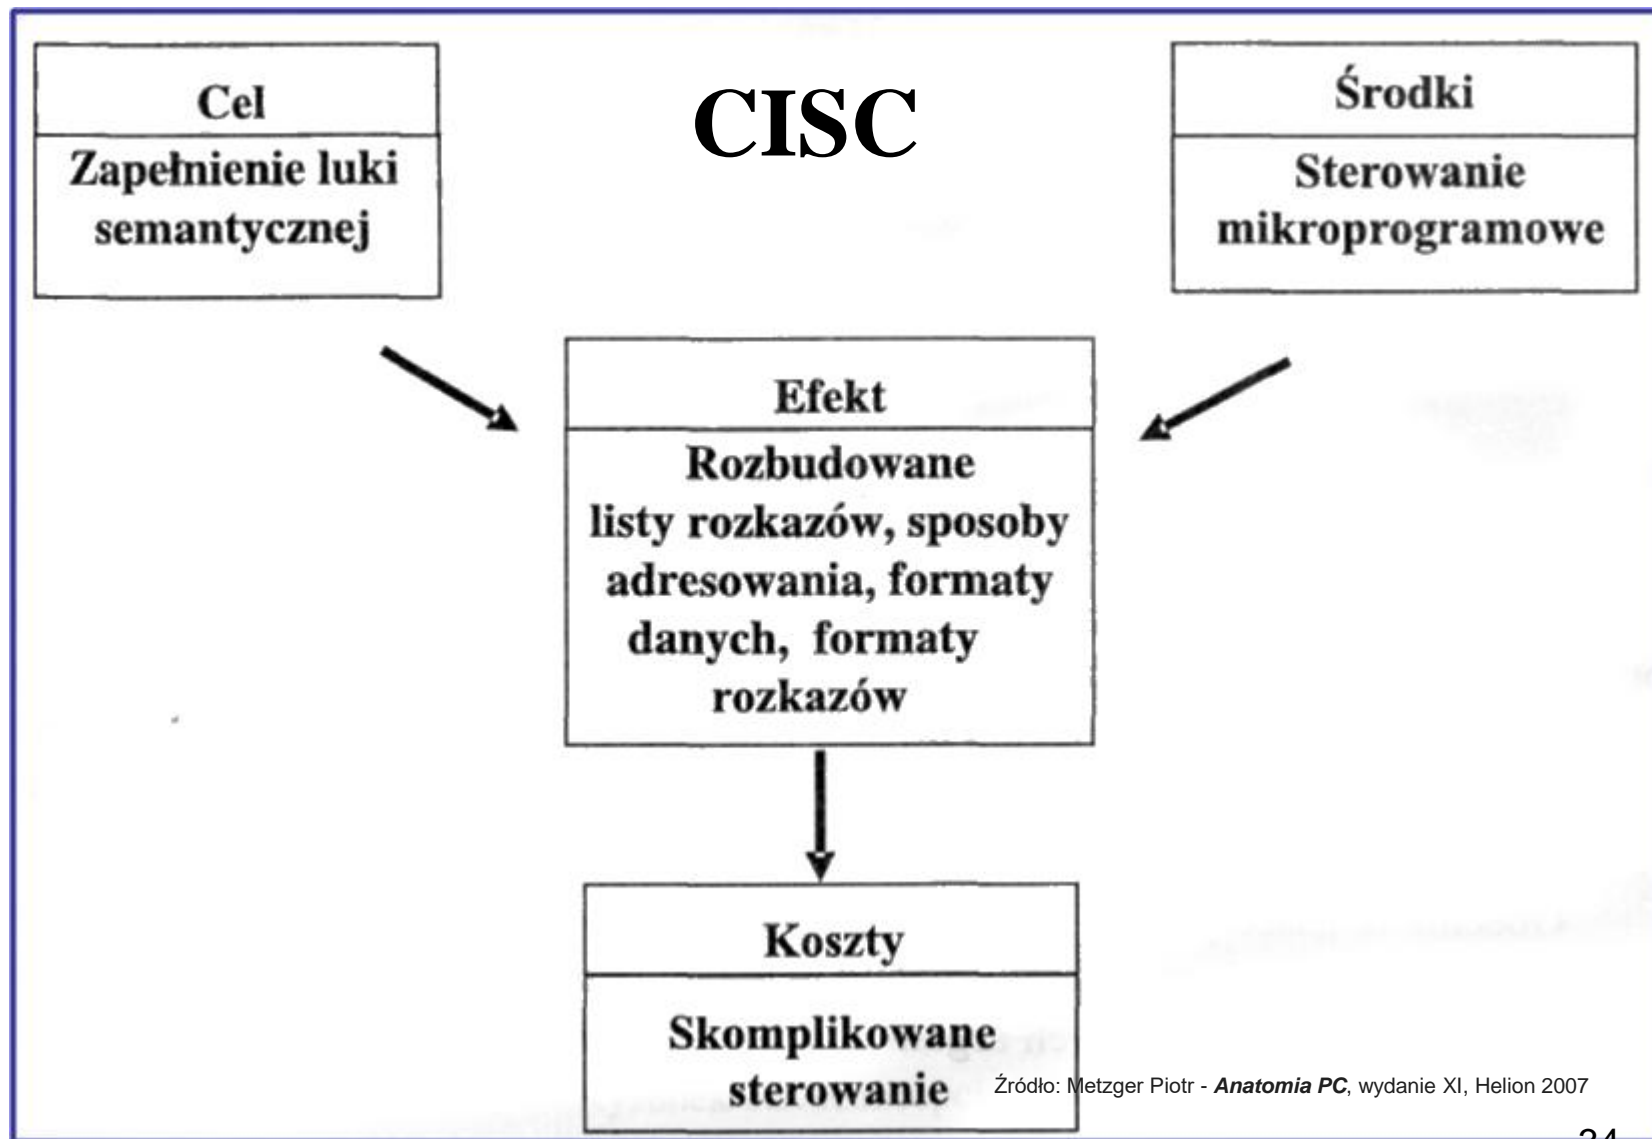 CISC
Cel
Zapełnienie luki
semantycznej
Środki
Sterowanie
mikroprogramowe
Efekt
Rozbudowane
listy rozkazów, sposoby
adresowania, formaty
danych, formaty
rozkazów
Koszty
Skomplikowane
sterowanie
Źródło: Metzger Piotr - Anatomia PC, wydanie XI, Helion 2007